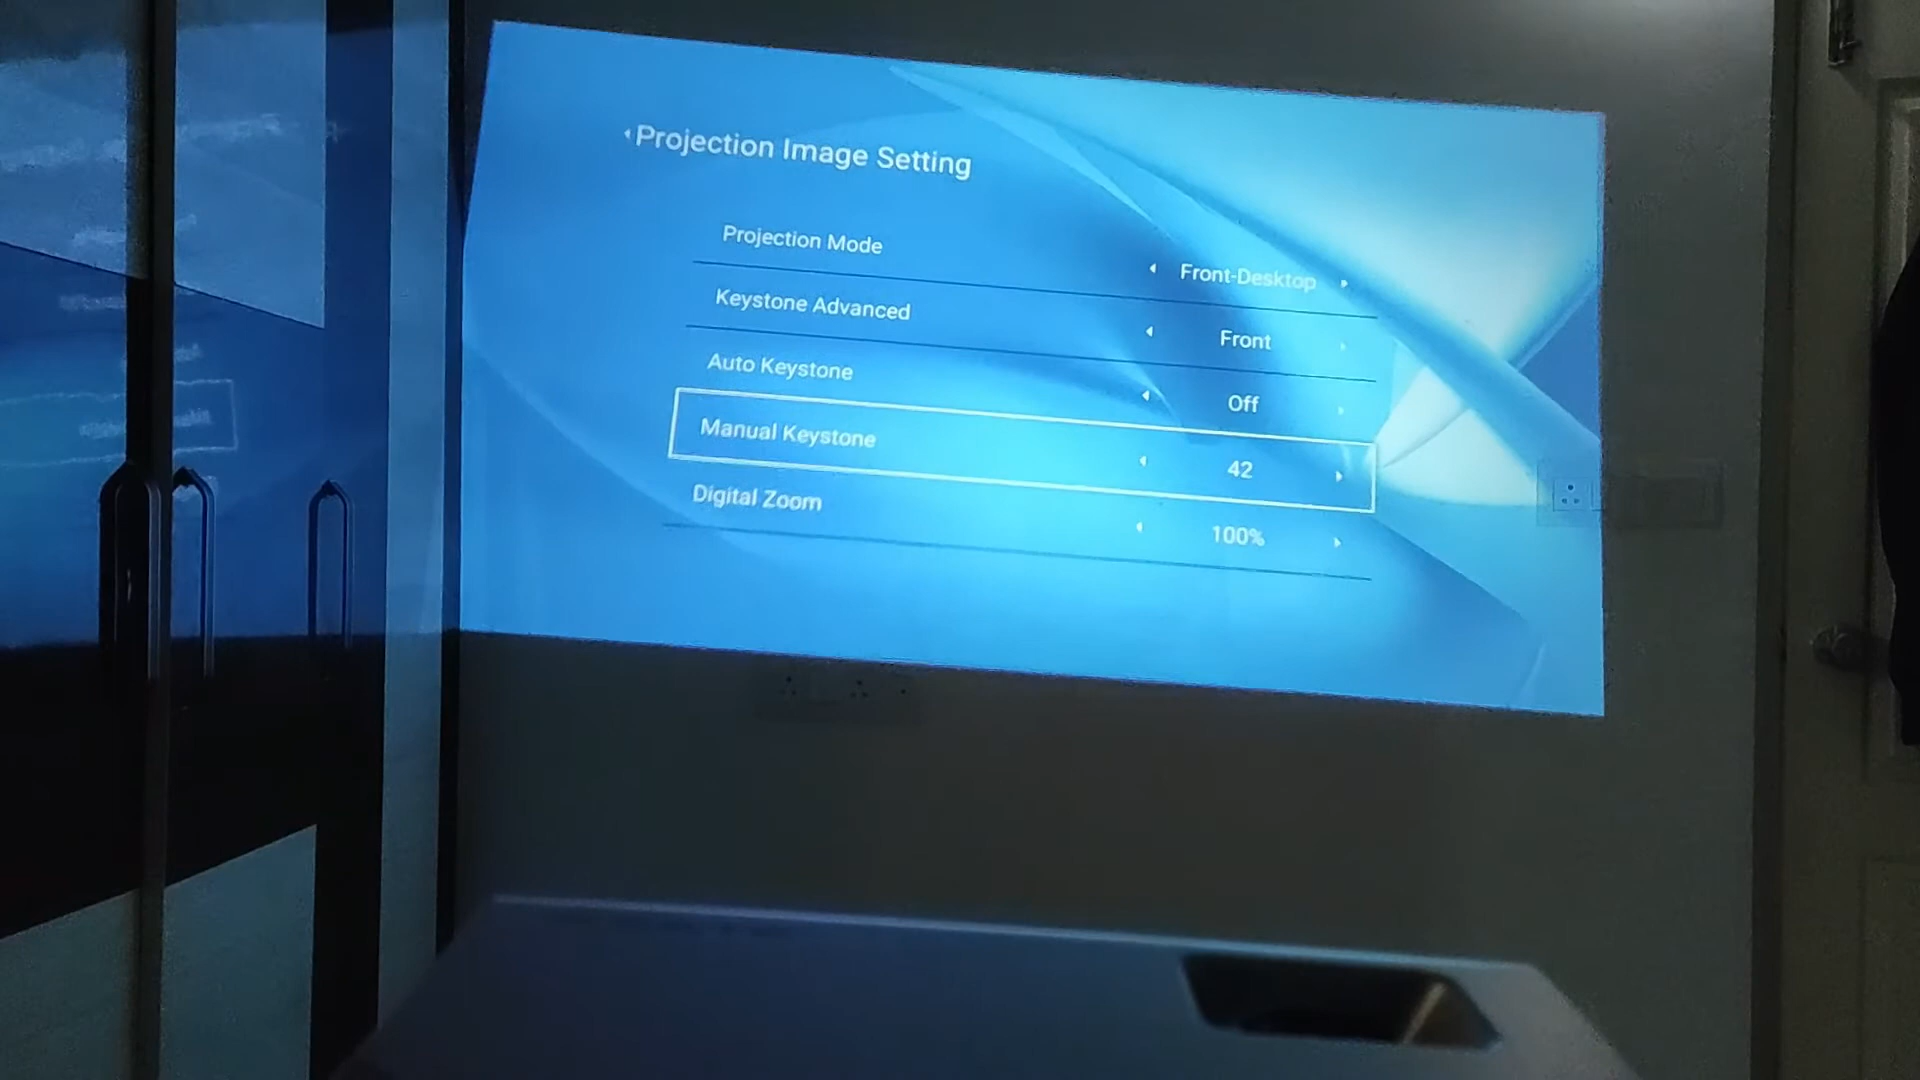 Projection Image Setting
Projection Mode
Front-Desktop
Keystone Advanced
Front
Auto Keystone
Off
Manual Keystone
42
Digital Zoom
100%